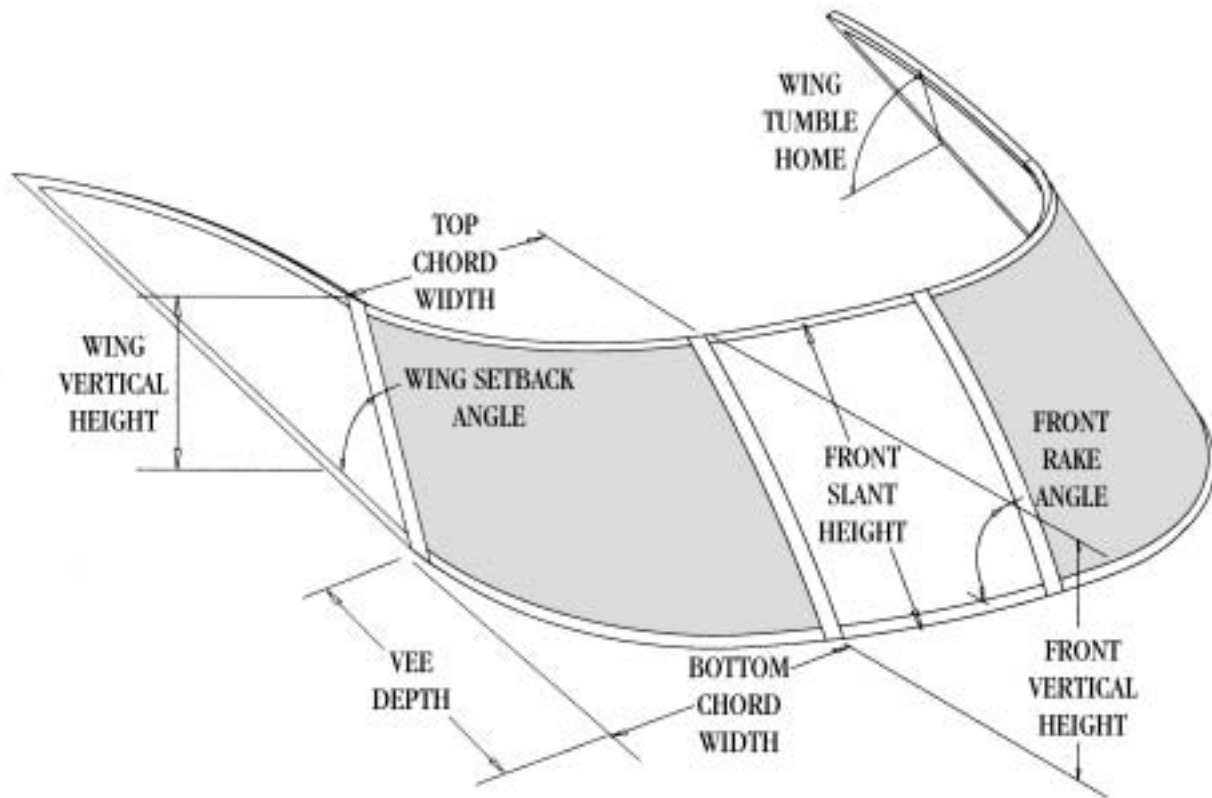 WING
TUMBLE
HOME
TOP
CHORD
WIDTH
WING
VERTICAL
HEIGHT
WING SETBACK
ANGLE
FRONT
SLANT
HEIGHT
FRONT
RAKE
ANGLE
VEE
DEPTH
BOTTOM
CHORD
WIDTH
FRONT
VERTICAL
HEIGHT